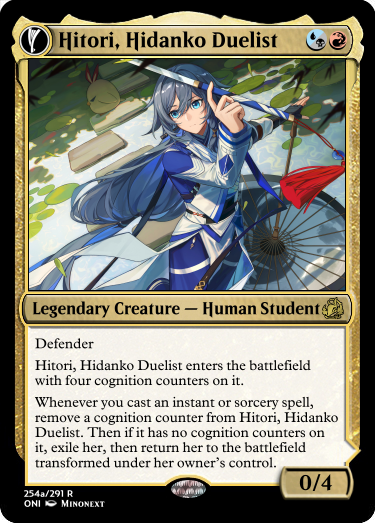 Hitori, Hidanko Duelist
Legendary Creature — Human Student
Defender
Hitori, Hidanko Duelist enters the battlefield
with four cognition counters on it.
Whenever you cast an instant or sorcery spell,
remove a cognition counter from Hitori, Hidanko
Duelist. Then if it has no cognition counters on
it, exile her, then return her to the battlefield
transformed under her owner's control.
0/4
254a/291 R
ONI Minonext